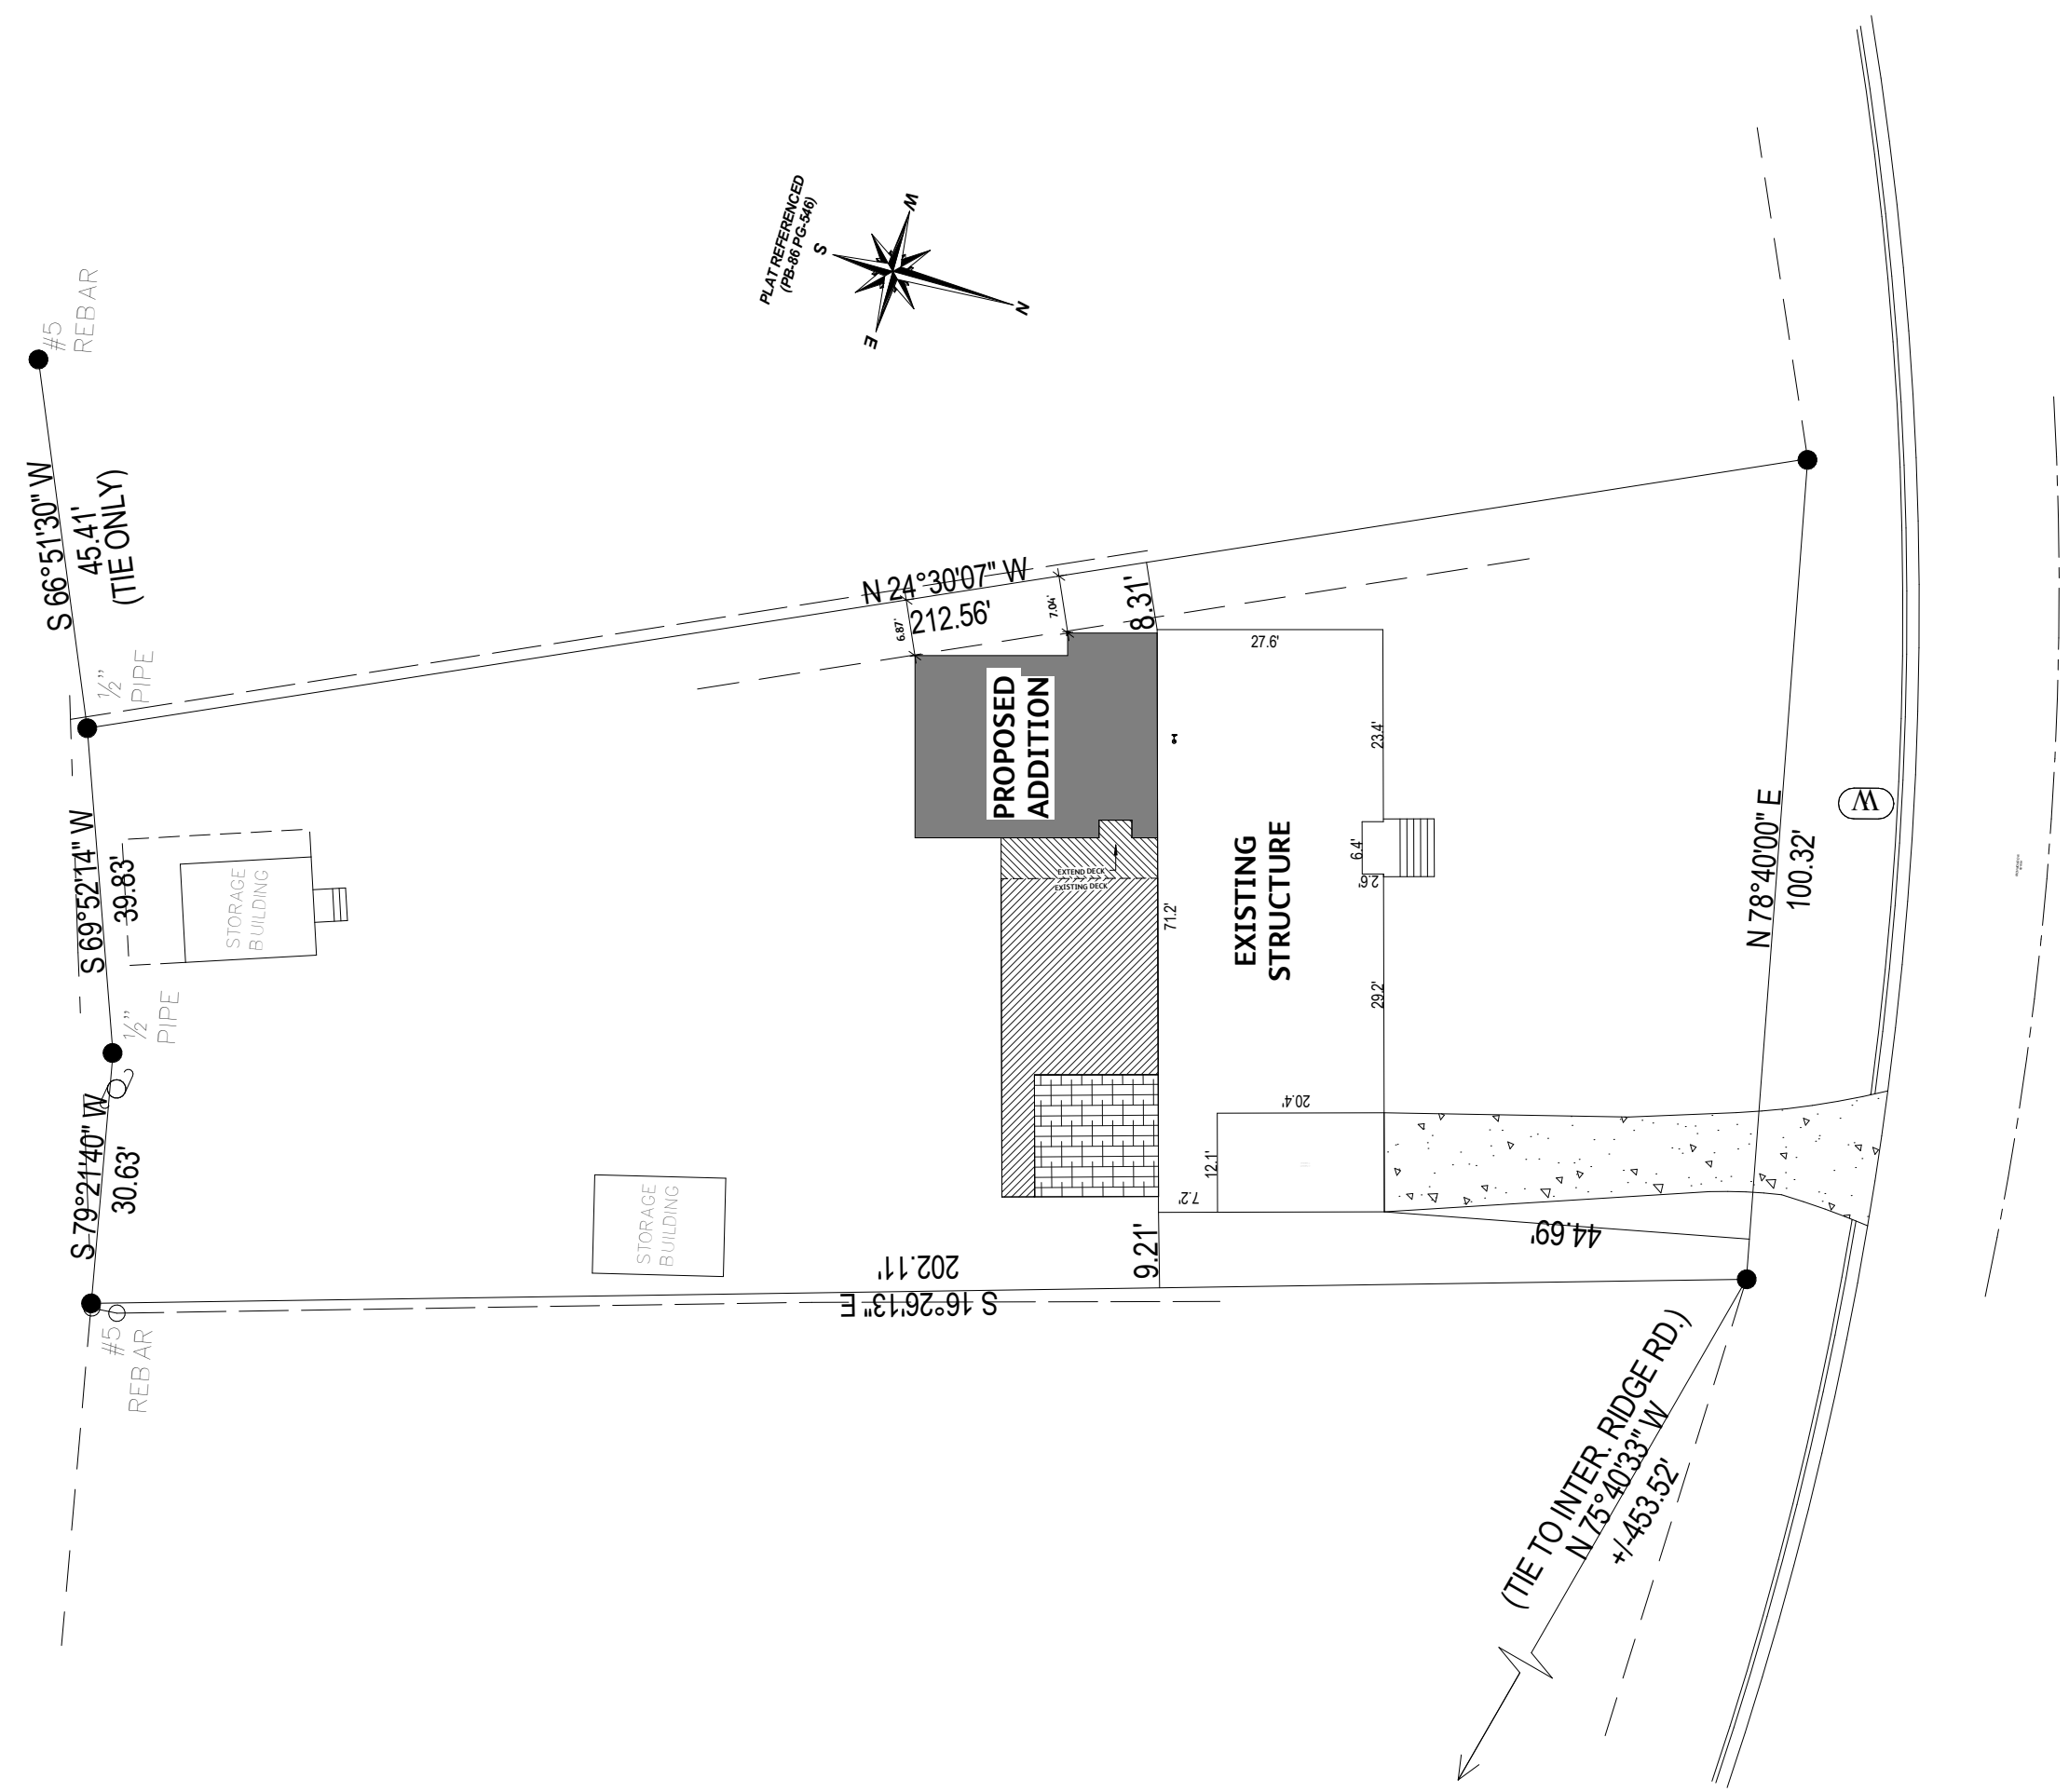 PLAT REFERENCED
(PB-86 PG-546)
S
W
E
N
#5
REBAR
S 66°51'30" W
45.41'
(TIE ONLY)
½"
PIPE
N 24°30'07" W
212.56'
6.87'
7.04'
8.31'
27.6'
PROPOSED
ADDITION
23.4'
S 69°52'14" W
39.83'
STORAGE
BUILDING
EXTEND DECK
EXISTING DECK
71.2'
EXISTING
STRUCTURE
6.4'
2.6'
29.2'
N 78°40'00" E
100.32'
W
½"
PIPE
S 79°21'40" W
30.63'
STORAGE
BUILDING
20.4'
12.1'
7.2'
9.21'
44.69'
202.11'
S 16°26'13" E
#5
REBAR
(TIE TO INTER. RIDGE RD.)
N 75°40'33" W
+/-453.52'